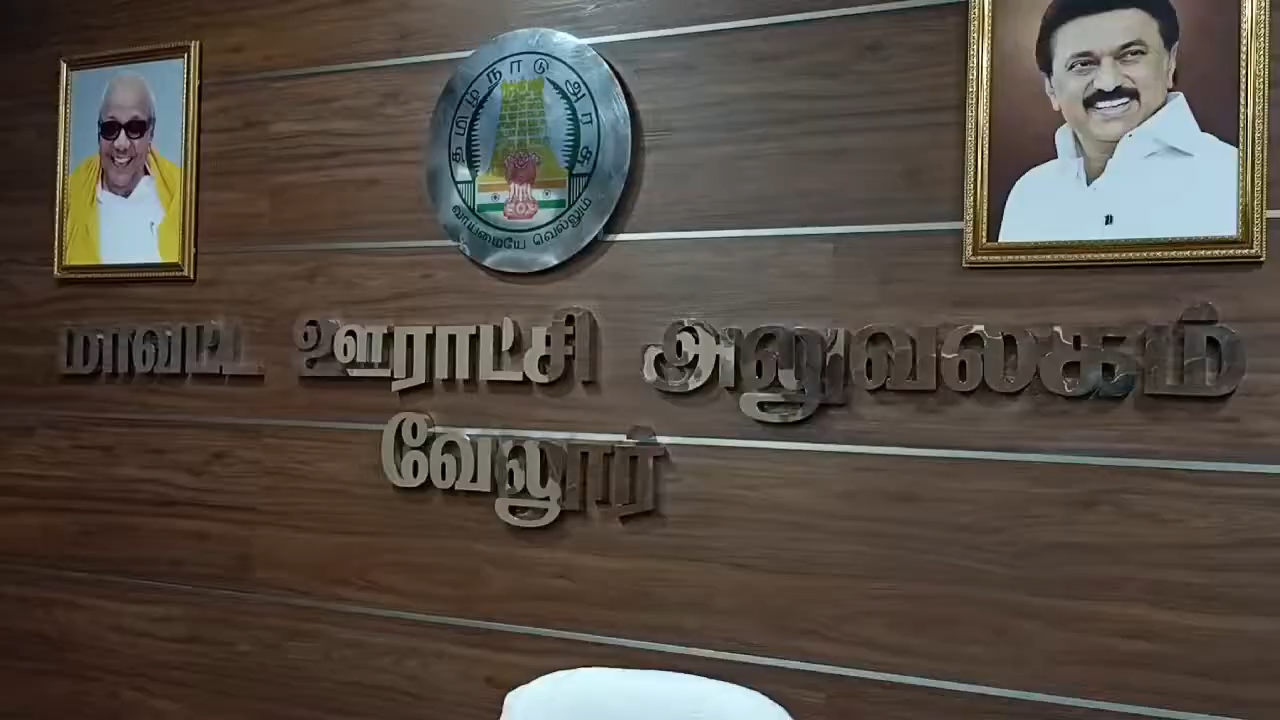 தமிழ்நாடு அரசு
வாய்மையே வெல்லும்
மாவட்ட ஊராட்சி அலுவலகம்
வேலூர்